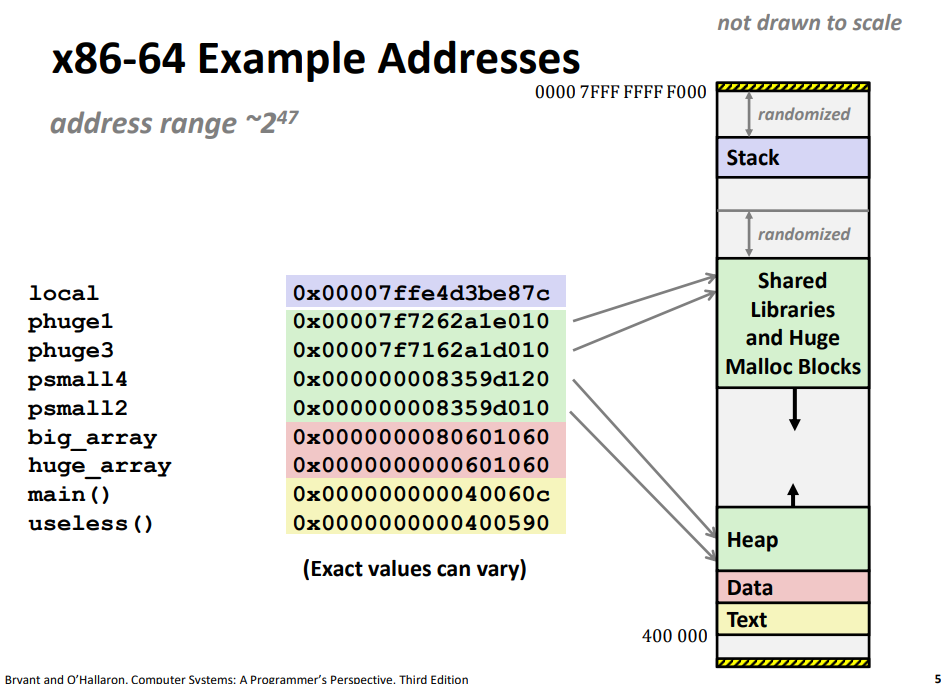 not drawn to scale
x86-64 Example Addresses
0000 7FFF FFFF F000
address range ~2^47
randomized
Stack
randomized
Shared
Libraries
and Huge
Malloc Blocks
local 0x00007ffe4d3be87c
phuge1 0x00007f7262a1e010
phuge3 0x00007f7162a1d010
psmall4 0x000000008359d120
psmall2 0x000000008359d010
big_array 0x0000000080601060
huge_array 0x0000000000601060
main() 0x000000000040060c
useless() 0x0000000000400590
(Exact values can vary)
Heap
Data
Text
400 000
Bryant and O'Hallaron, Computer Systems: A Programmer's Perspective, Third Edition
5